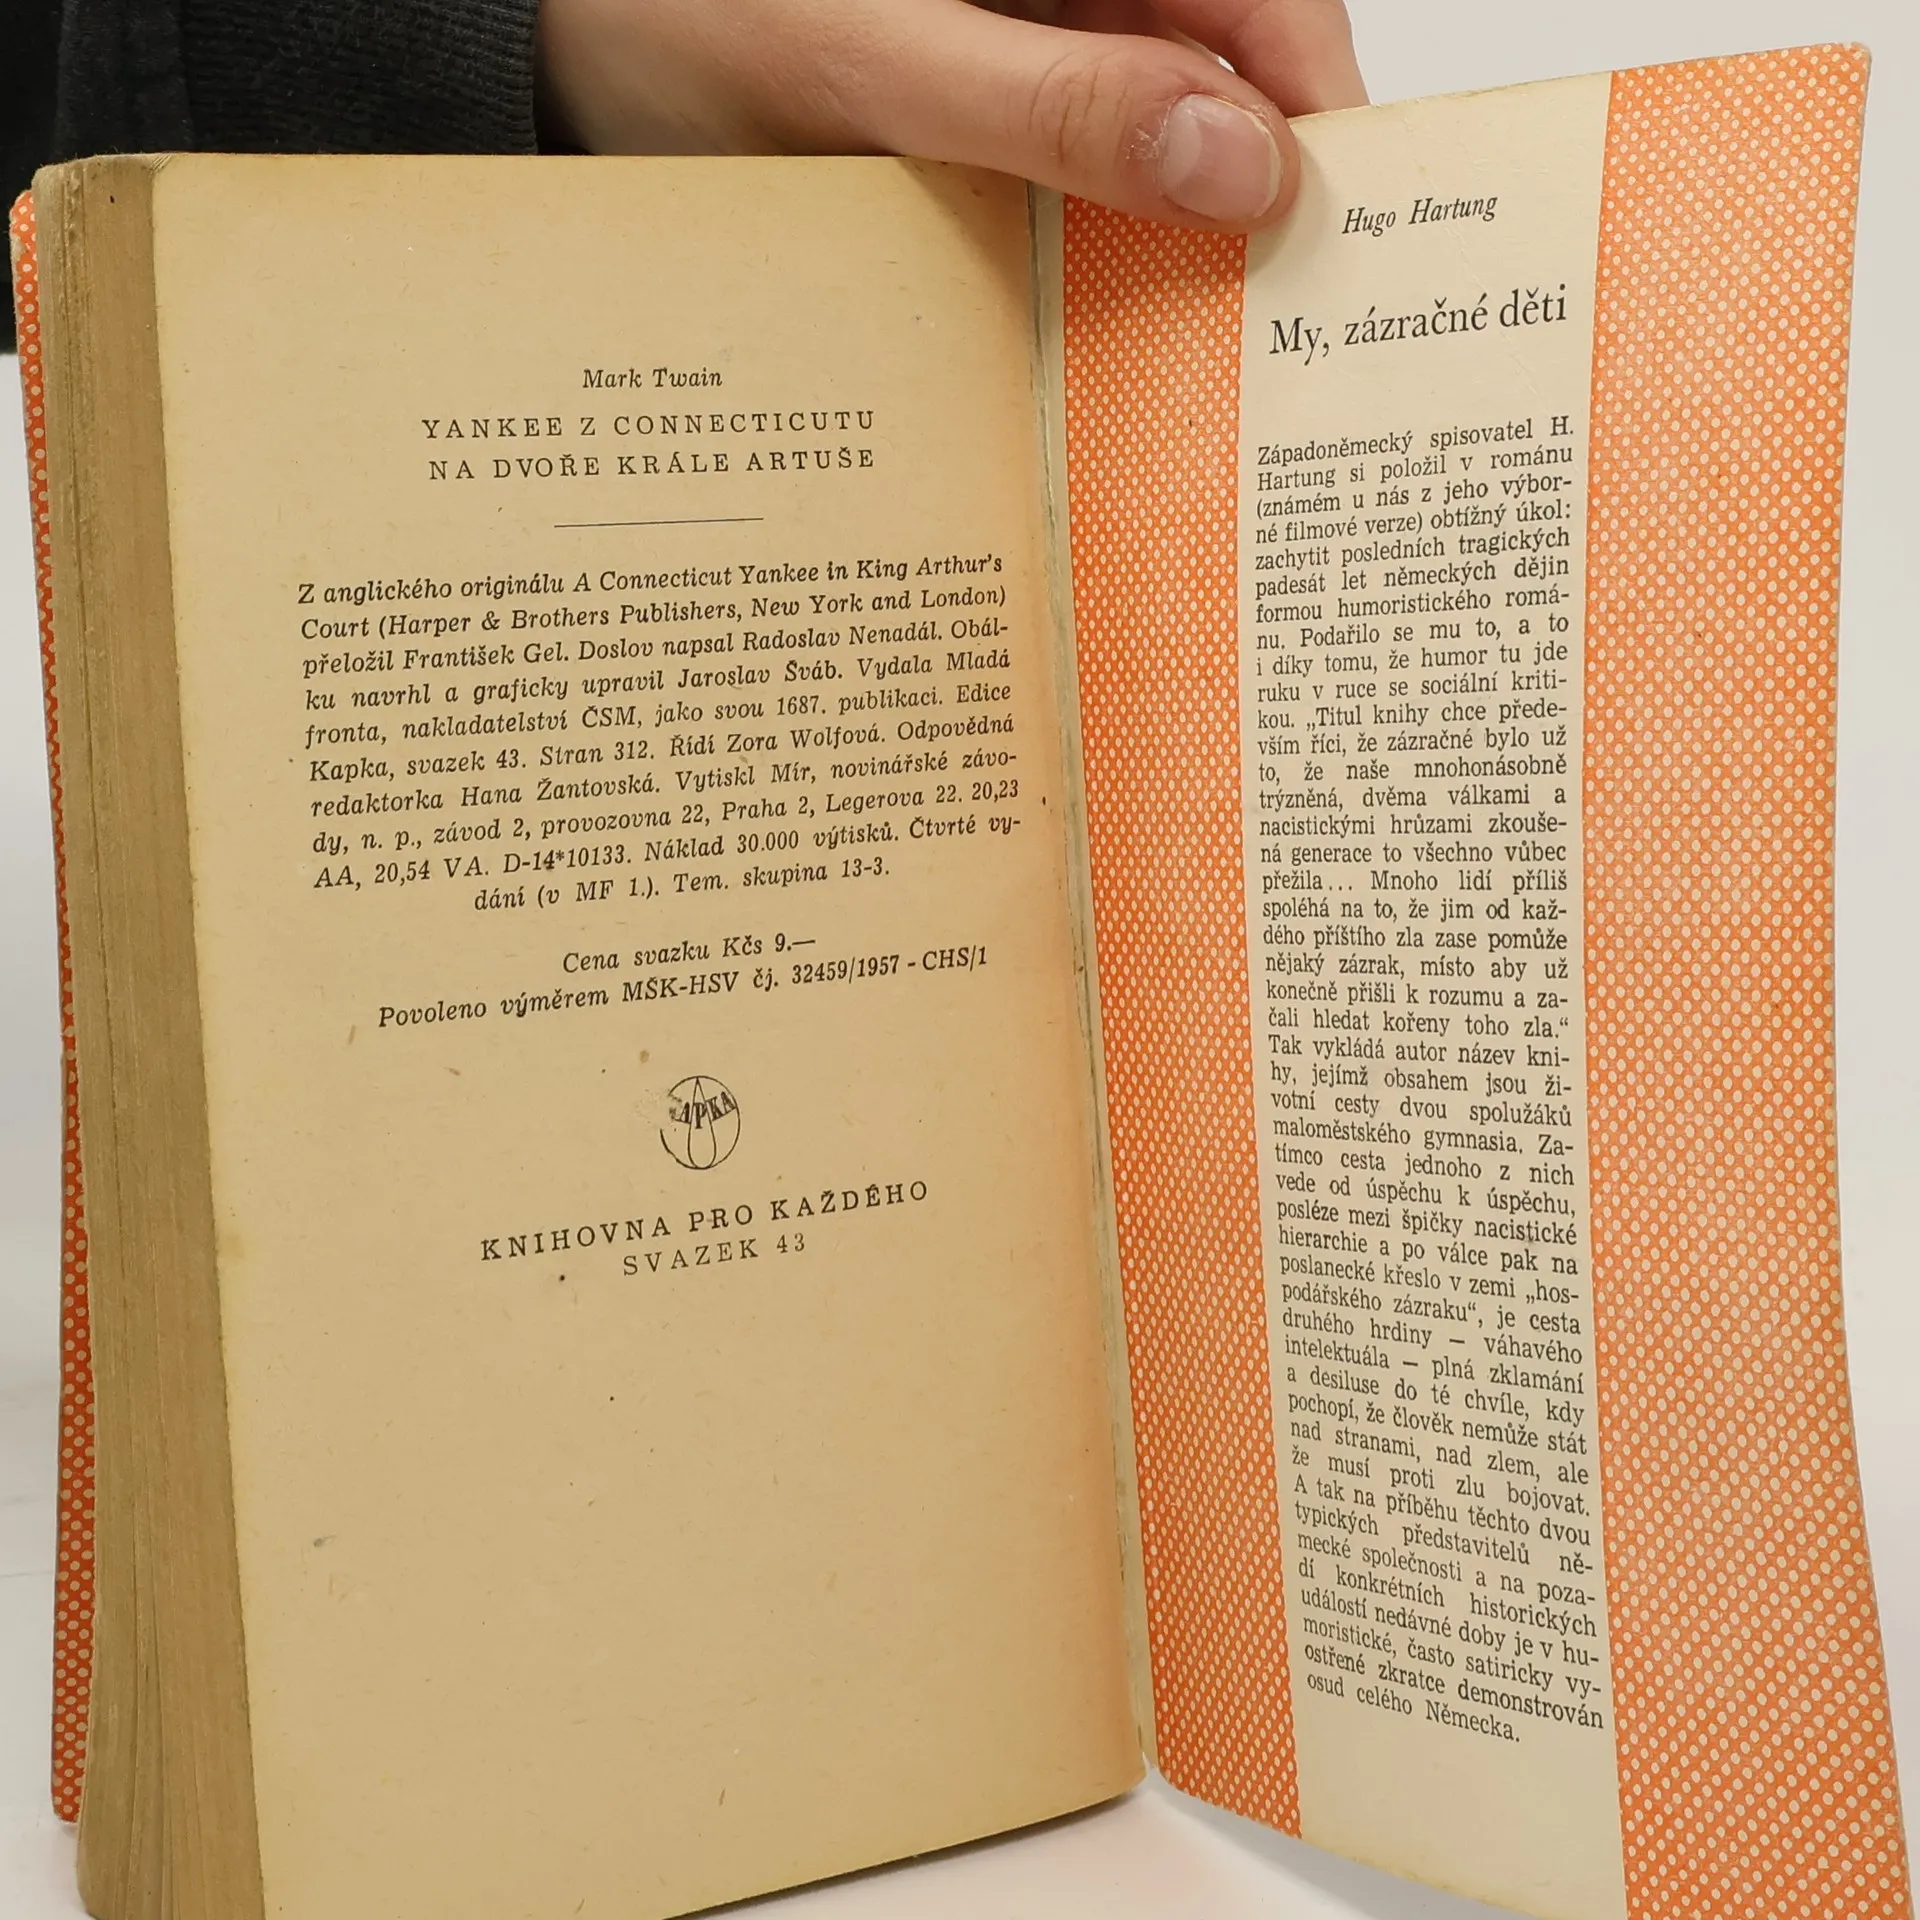 Mark Twain
YANKEE Z CONNECTICUTU
NA DVOŘE KRÁLE ARTUŠE
Z anglického originálu A Connecticut Yankee in King Arthur's
Court (Harper & Brothers Publishers, New York and London)
přeložil František Gel. Doslov napsal Radoslav Nenadál. Obál-
ku navrhl a graficky upravil Jaroslav Šváb. Vydala Mladá
fronta, nakladatelství ČSM, jako svou 1687. publikaci. Edice
Kapka, svazek 43. Stran 312. Řídí Zora Wolfová. Odpovědná
redaktorka Hana Žantovská. Vytiskl Mír, novinářské závo-
dy, n. p., závod 2, provozovna 22, Praha 2, Legerova 22. 20,23
AA, 20,54 VA. D-14*10133. Náklad 30.000 výtisků. Čtvrté vy-
dání (v MF 1.). Tem. skupina 13-3.
Cena svazku Kčs 9.—
Povoleno výměrem MŠK-HSV čj. 32459/1957 - CHS/1
KAPKA
KNIHOVNA PRO KAŽDÉHO
SVAZEK 43
Hugo Hartung
My, zázračné děti
Západoněmecký spisovatel H.
Hartung si položil v románu
(známém u nás z jeho výbor-
né filmové verze) obtížný úkol:
zachytit posledních tragických
padesát let německých dějin
formou humoristického romá-
nu. Podařilo se mu to, a to
i díky tomu, že humor tu jde
ruku v ruce se sociální kriti-
kou. „Titul knihy chce přede-
vším říci, že zázračné bylo už
to, že naše mnohonásobně
trýzněná, dvěma válkami a
nacistickými hrůzami zkouše-
ná generace to všechno vůbec
přežila... Mnoho lidí příliš
spoléhá na to, že jim od kaž-
dého příštího zla zase pomůže
nějaký zázrak, místo aby už
konečně přišli k rozumu a za-
čali hledat kořeny toho zla.“
Tak vykládá autor název kni-
hy, jejímž obsahem jsou ži-
votní cesty dvou spolužáků
maloměstského gymnasia. Za-
tímco cesta jednoho z nich
vede od úspěchu k úspěchu,
posléze mezi špičky nacistické
hierarchie a po válce pak na
poslanecké křeslo v zemi „hos-
podářského zázraku“, je cesta
druhého hrdiny — váhavého
intelektuála — plná zklamání
a desiluse do té chvíle, kdy
pochopí, že člověk nemůže stát
nad stranami, nad zlem, ale
že musí proti zlu bojovat.
A tak na příběhu těchto dvou
typických představitelů ně-
mecké společnosti a na poza-
dí konkrétních historických
událostí nedávné doby je v hu-
moristické, často satiricky vy-
ostřené zkratce demonstrován
osud celého Německa.